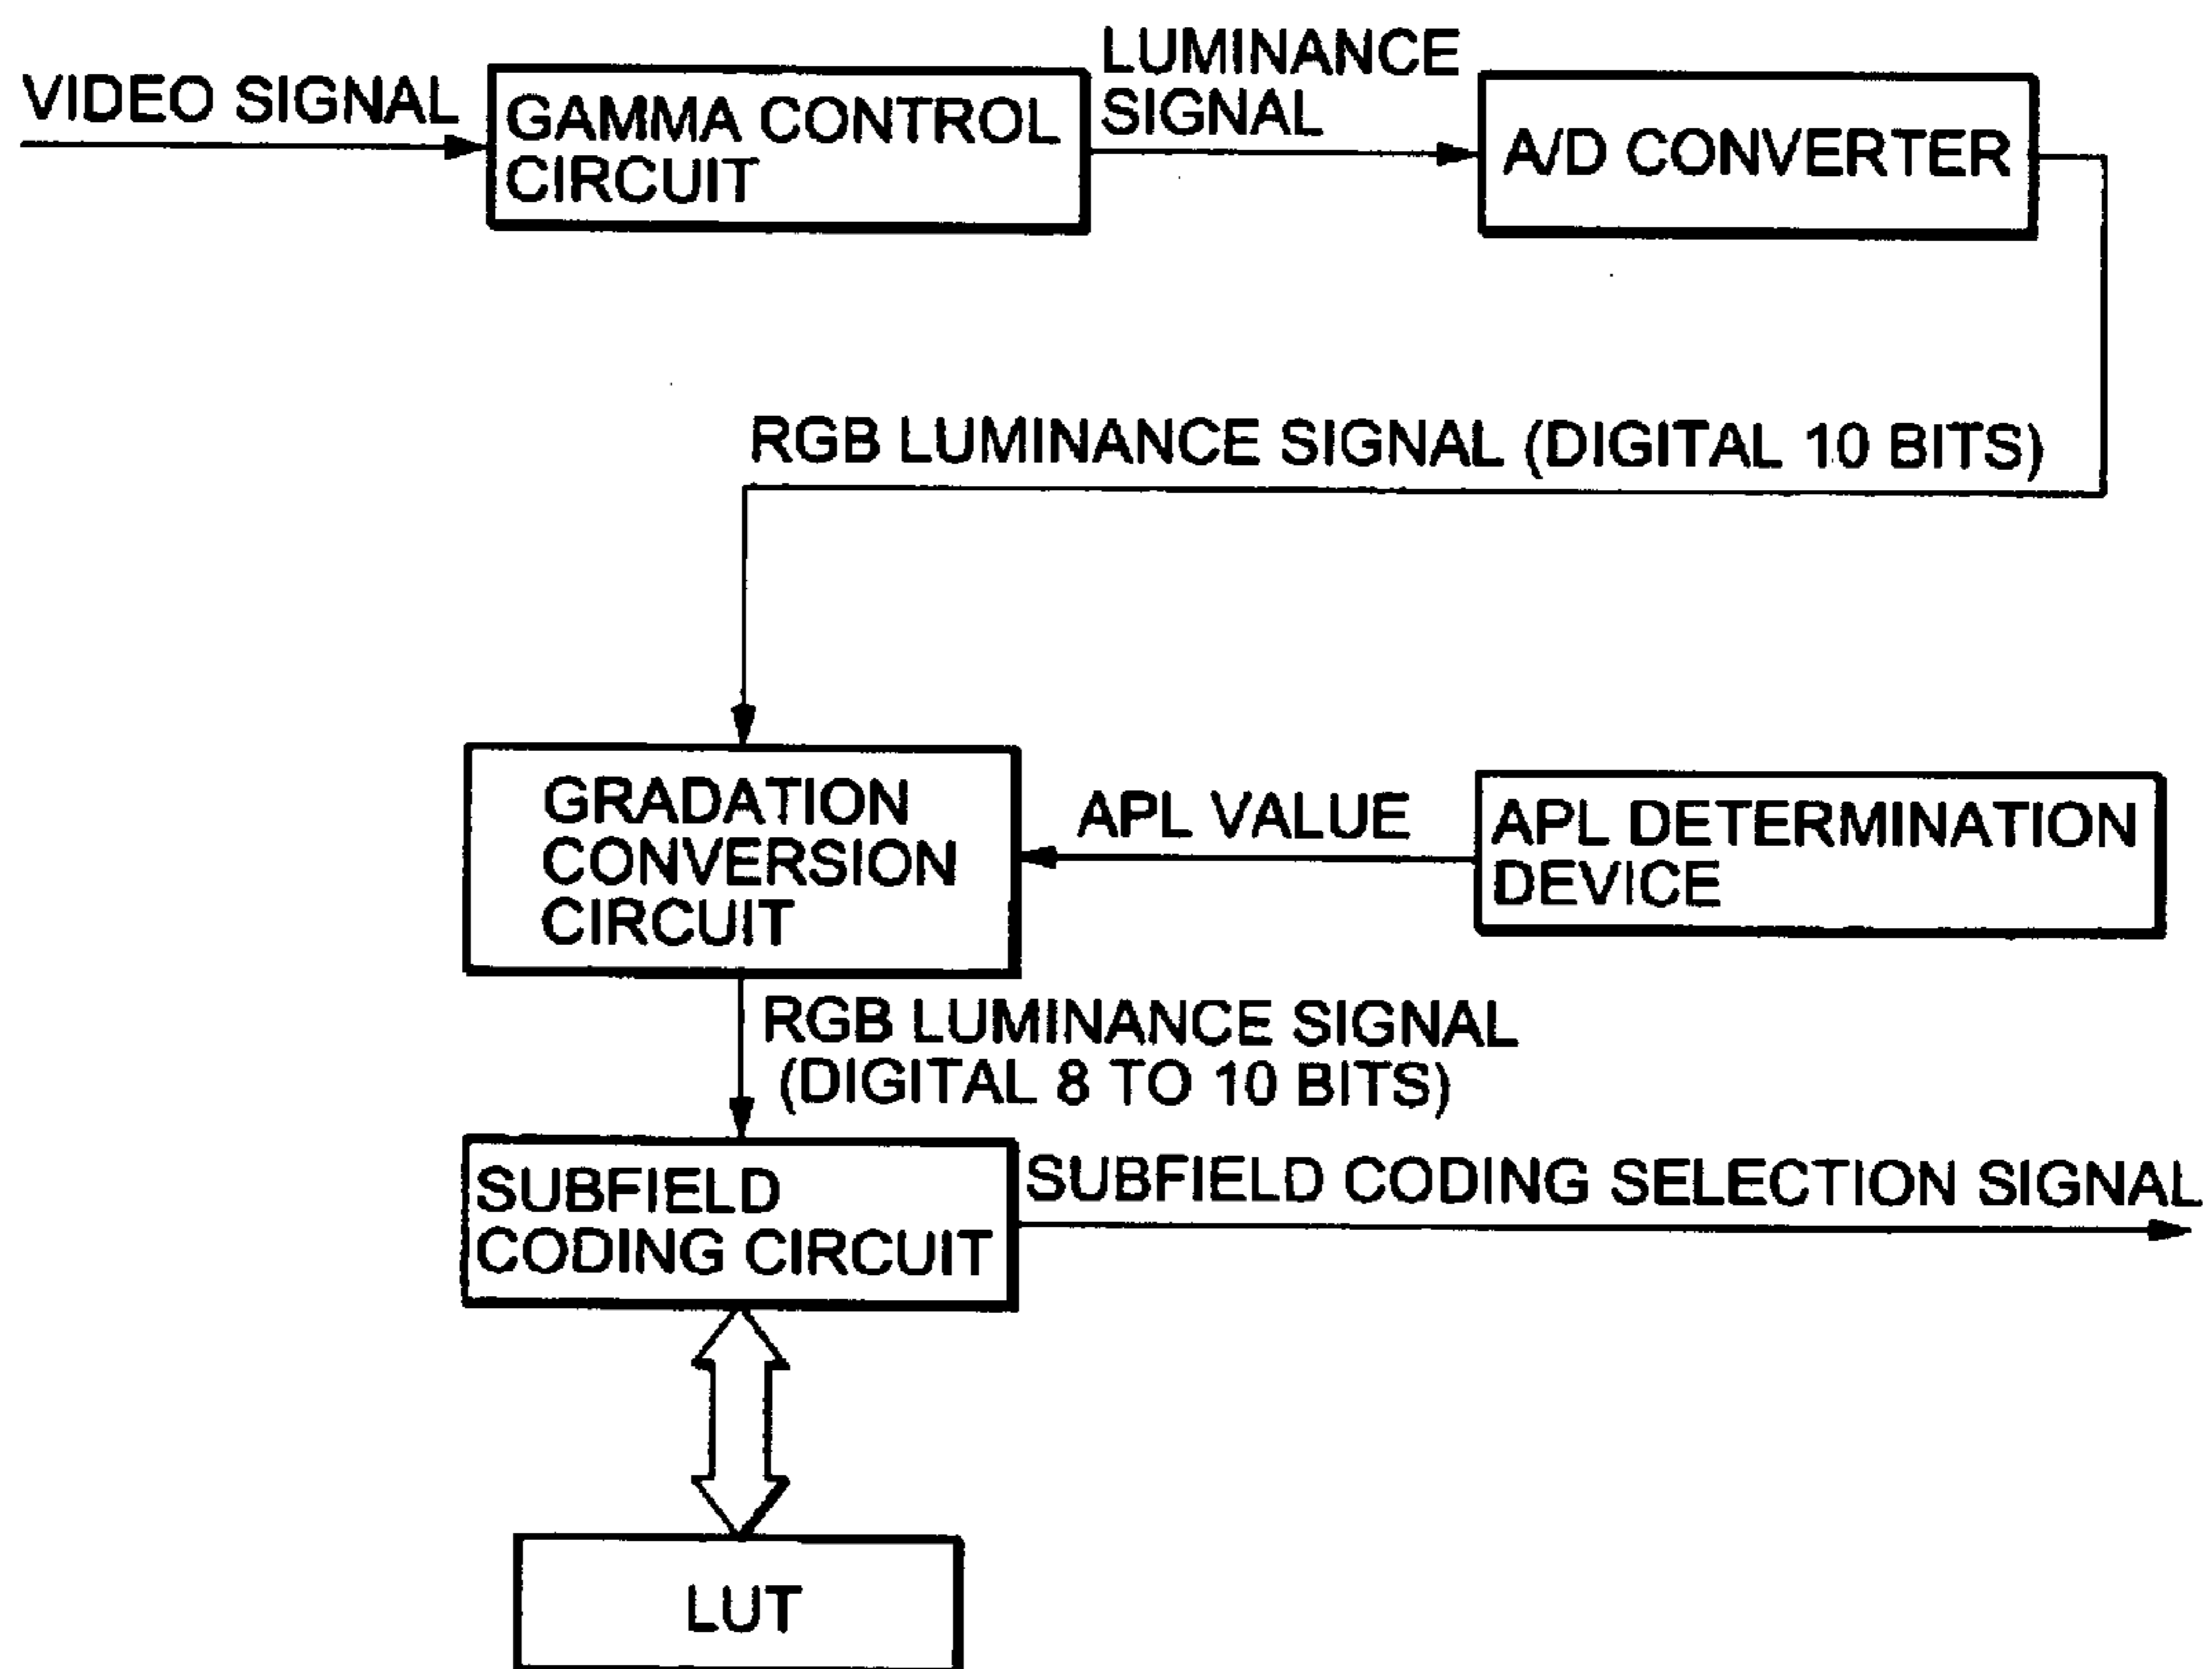 VIDEO SIGNAL
GAMMA CONTROL
CIRCUIT
LUMINANCE
SIGNAL
A/D CONVERTER
RGB LUMINANCE SIGNAL (DIGITAL 10 BITS)
GRADATION
CONVERSION
CIRCUIT
APL VALUE
APL DETERMINATION
DEVICE
RGB LUMINANCE SIGNAL
(DIGITAL 8 TO 10 BITS)
SUBFIELD
CODING CIRCUIT
SUBFIELD CODING SELECTION SIGNAL
LUT